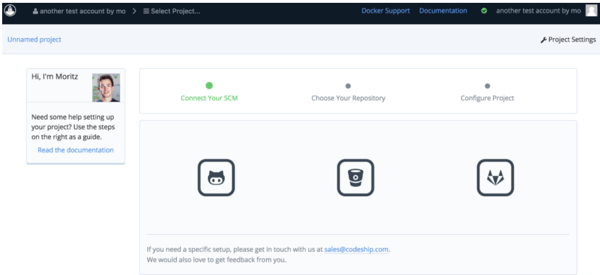 another test account by mo > Select Project... Docker Support Documentation another test account by mo
Unnamed project Project Settings
Hi, I'm Moritz
Need some help setting up
your project? Use the steps
on the right as a guide.
Read the documentation
Connect Your SCM Choose Your Repository Configure Project
If you need a specific setup, please get in touch with us at sales@codeship.com.
We would also love to get feedback from you.